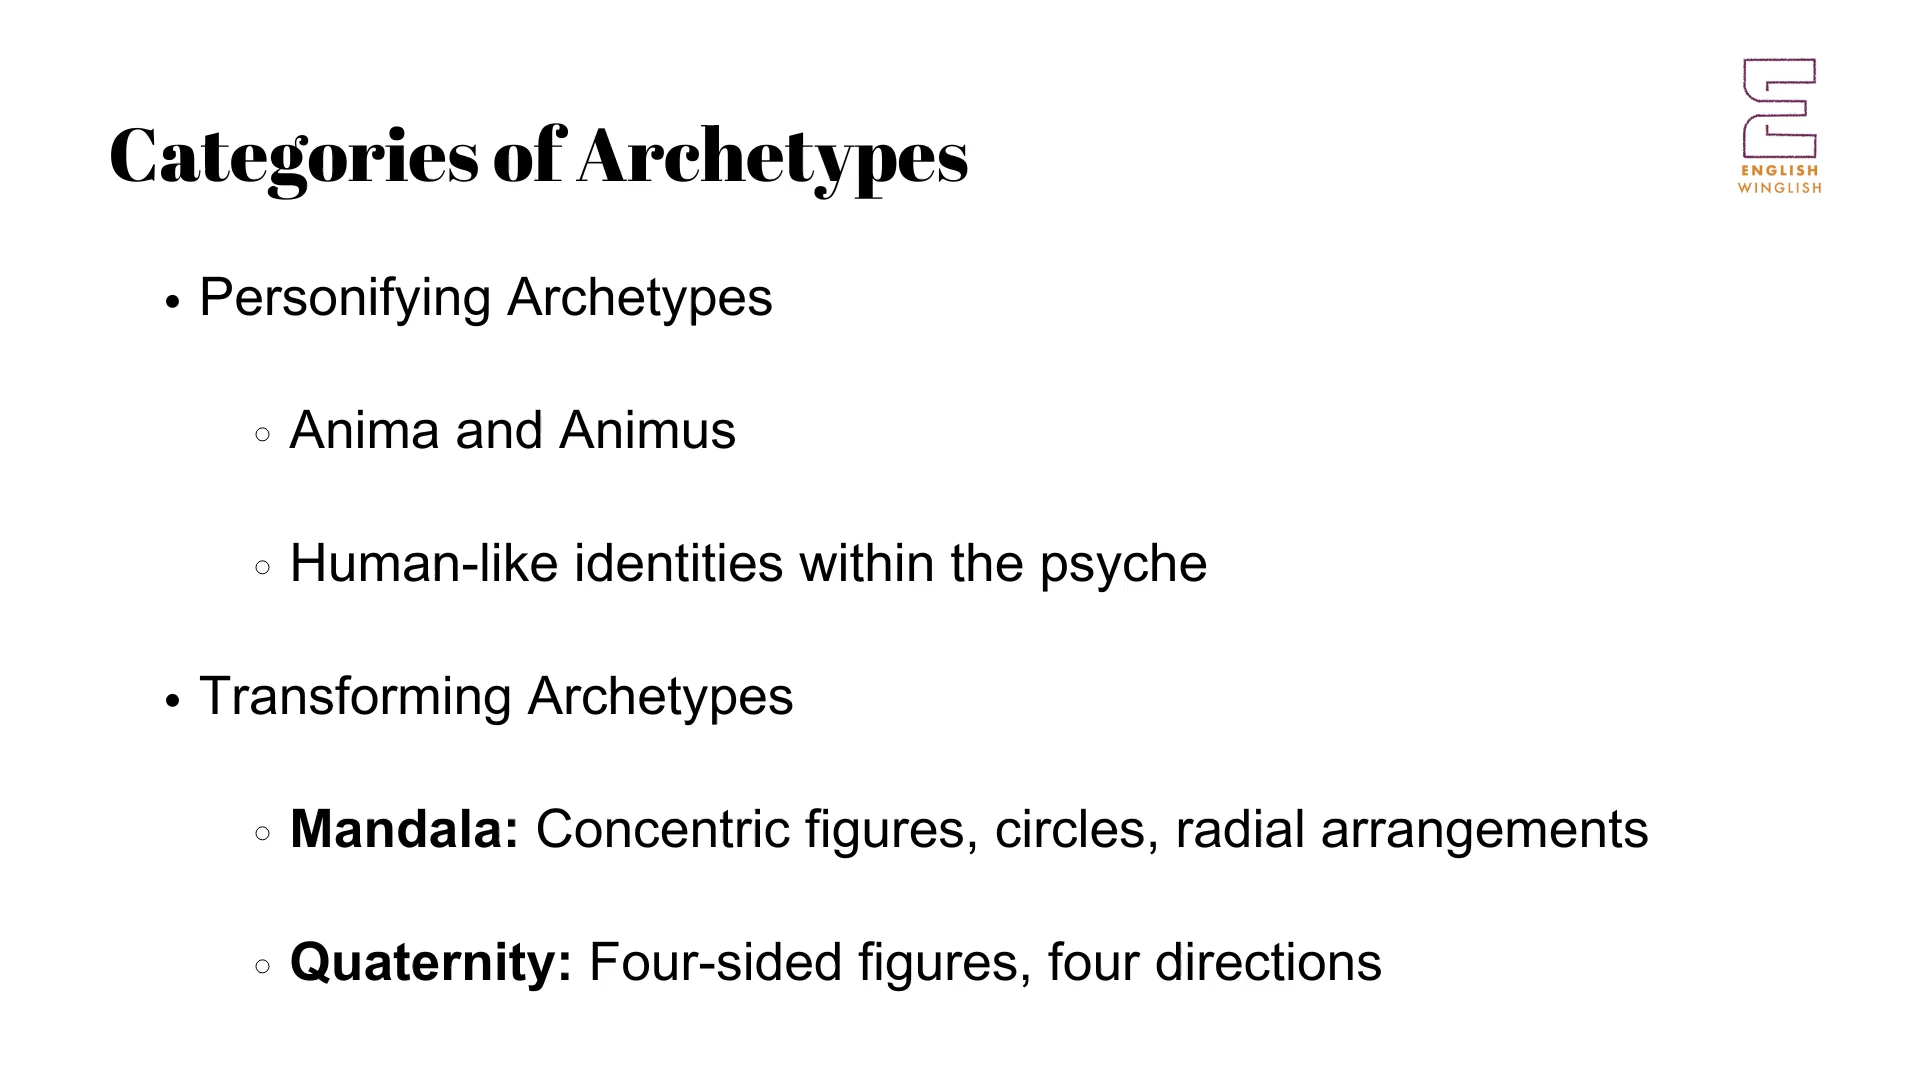 Categories of Archetypes
ENGLISH
WINGLISH
• Personifying Archetypes
◦ Anima and Animus
◦ Human-like identities within the psyche
• Transforming Archetypes
◦ Mandala: Concentric figures, circles, radial arrangements
◦ Quaternity: Four-sided figures, four directions